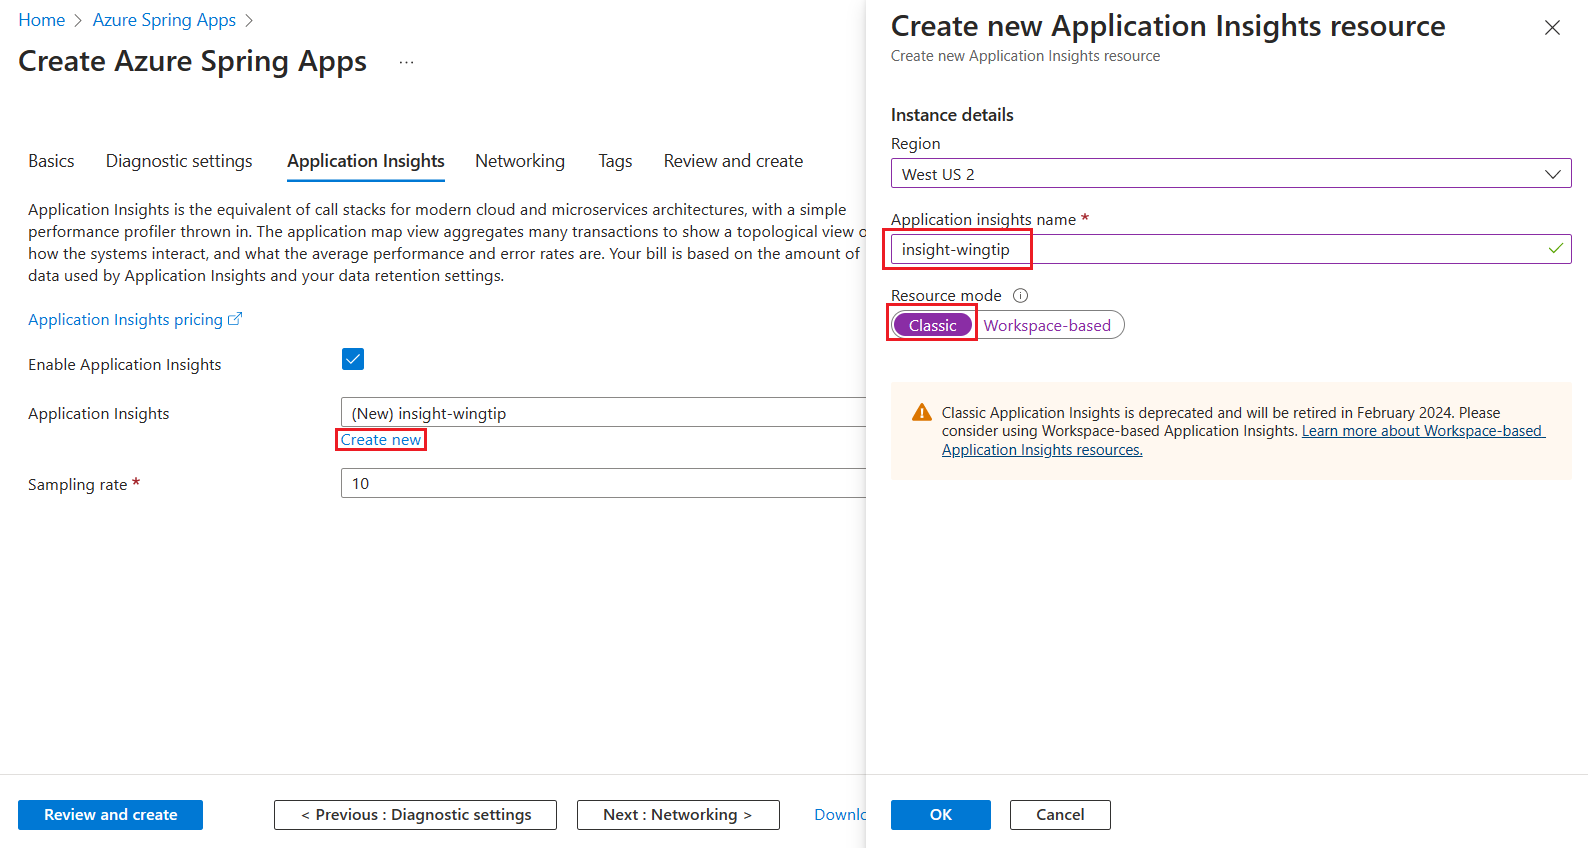 Home > Azure Spring Apps >
Create Azure Spring Apps ...
Basics Diagnostic settings Application Insights Networking Tags Review and create
Application Insights is the equivalent of call stacks for modern cloud and microservices architectures, with a simple
performance profiler thrown in. The application map view aggregates many transactions to show a topological view o
how the systems interact, and what the average performance and error rates are. Your bill is based on the amount of
data used by Application Insights and your data retention settings.
Application Insights pricing
Enable Application Insights
Application Insights
(New) insight-wingtip
Create new
Sampling rate *
10
Review and create
< Previous : Diagnostic settings
Next : Networking >
Downlo
Create new Application Insights resource
Create new Application Insights resource
Instance details
Region
West US 2
Application insights name *
insight-wingtip
Resource mode
Classic Workspace-based
Classic Application Insights is deprecated and will be retired in February 2024. Please
consider using Workspace-based Application Insights. Learn more about Workspace-based
Application Insights resources.
OK
Cancel